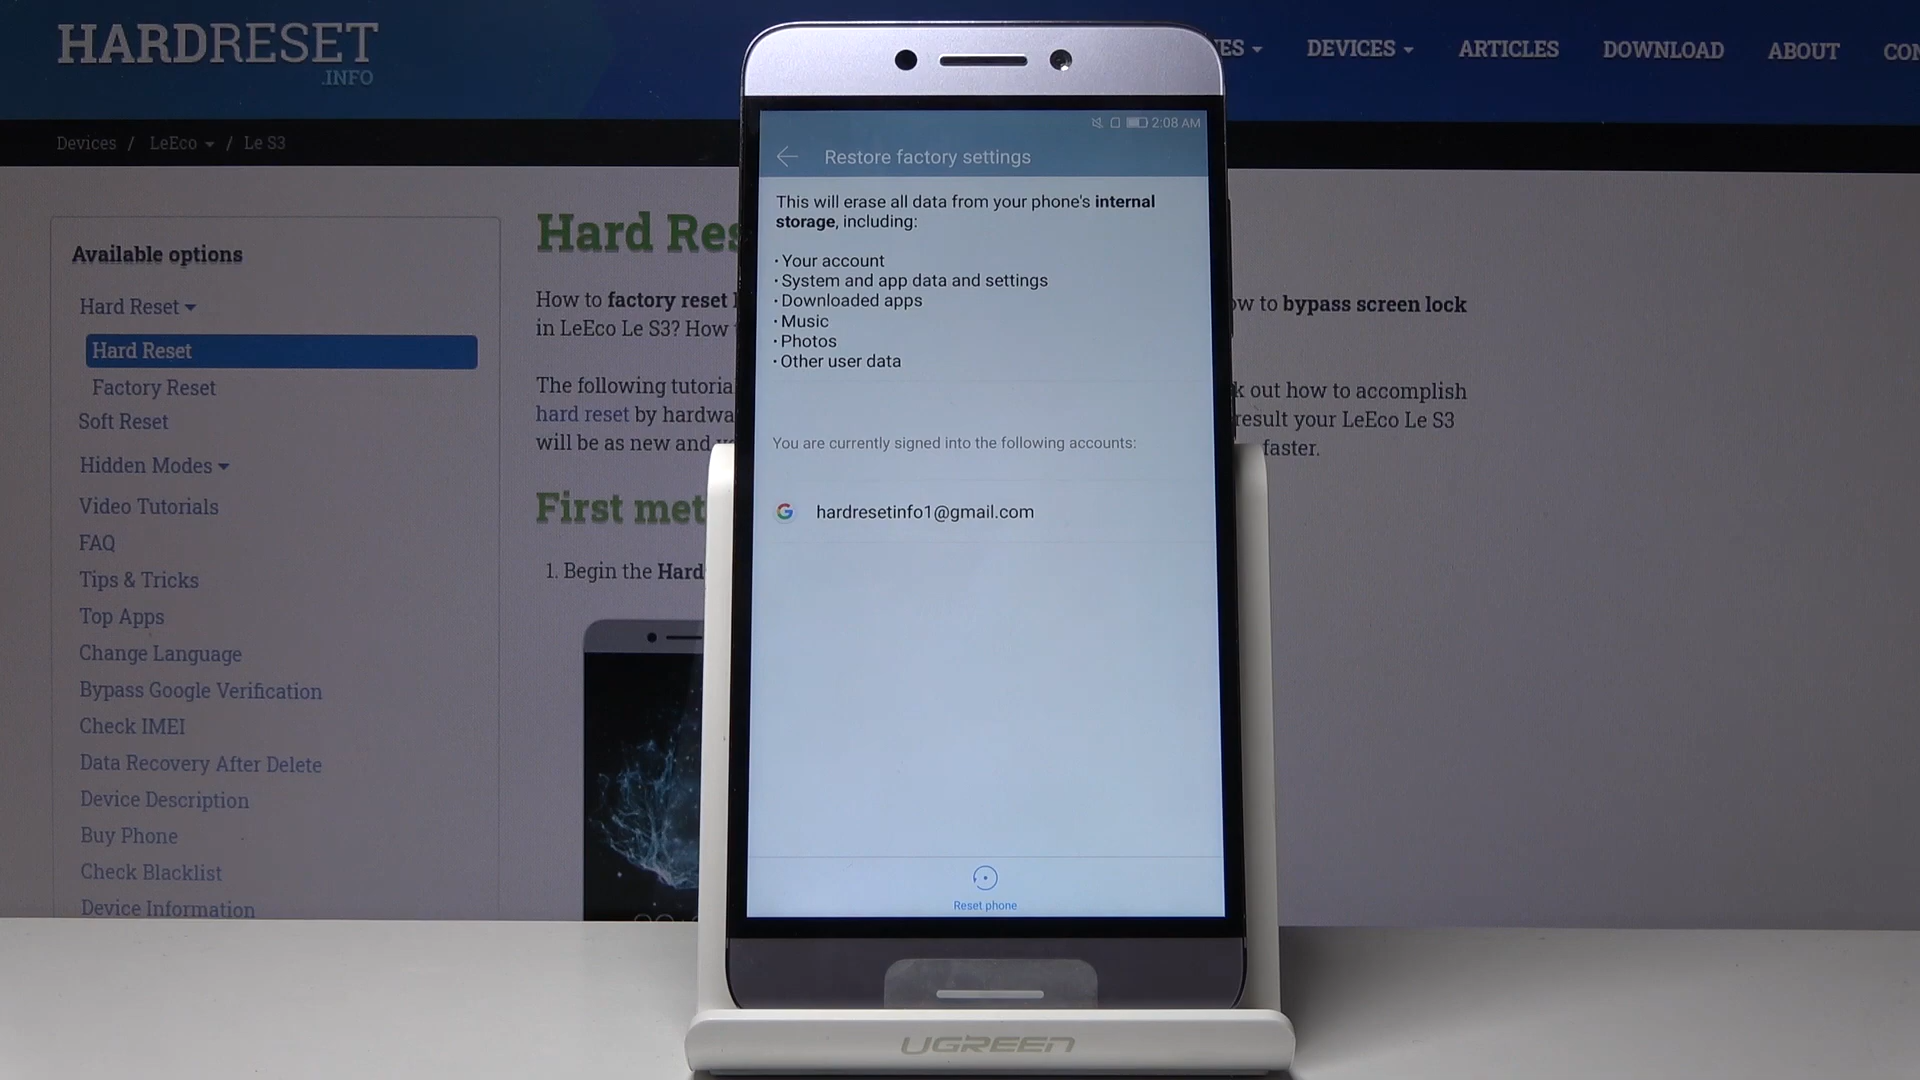 HARDRESET
.INFO
DEVICES
ARTICLES
DOWNLOAD
ABOUT
Devices / LeEco / Le S3
Available options
Hard Reset
Hard Reset
Factory Reset
Soft Reset
Hidden Modes
Video Tutorials
FAQ
Tips & Tricks
Top Apps
Change Language
Bypass Google Verification
Check IMEI
Data Recovery After Delete
Device Description
Buy Phone
Check Blacklist
Device Information
Hard Res
How to factory reset
in LeEco Le S3? How
The following tutoria
hard reset by hardwa
will be as new and
First met
1. Begin the Hard
to bypass screen lock
out how to accomplish
result your LeEco Le S3
faster.
2:08 AM
Restore factory settings
This will erase all data from your phone's internal
storage, including:
· Your account
· System and app data and settings
· Downloaded apps
· Music
· Photos
· Other user data
You are currently signed into the following accounts:
G hardresetinfo1@gmail.com
Reset phone
UGREEN